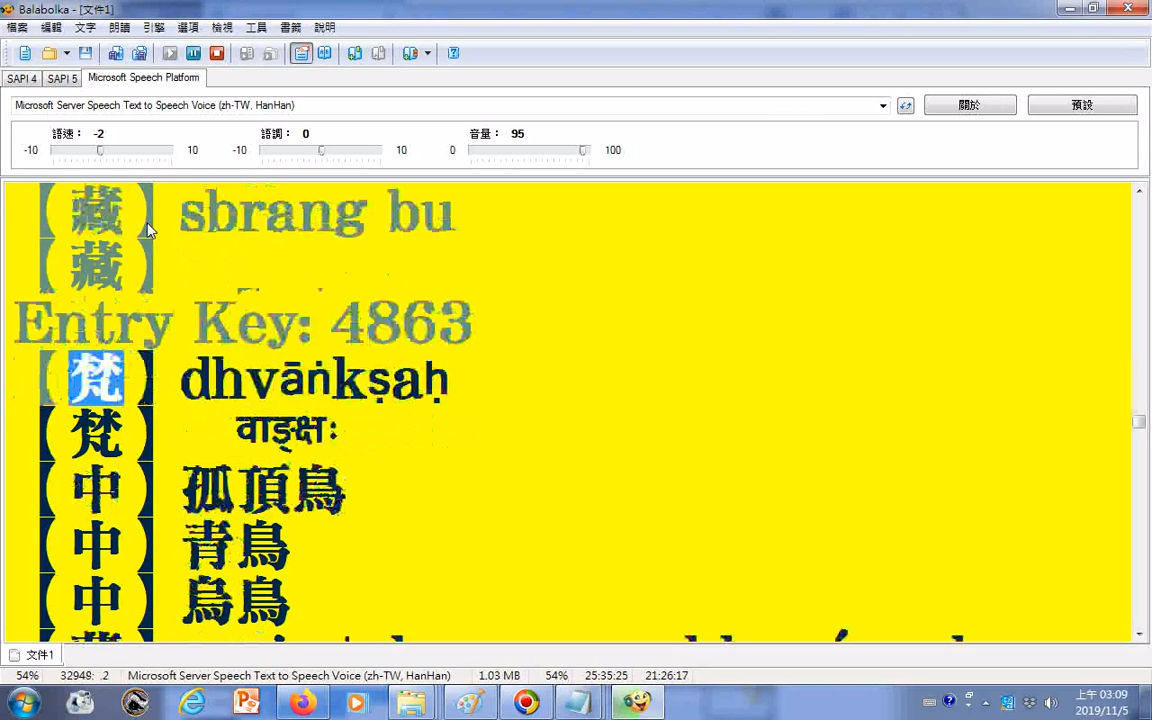 Balabolka - [文件1]
檔案 編輯 文字 朗讀 引擎 選項 檢視 工具 書籤 說明
SAPI 4 SAPI 5 Microsoft Speech Platform
Microsoft Server Speech Text to Speech Voice (zh-TW, HanHan) 關於 預設
語速： -2 語調： 0 音量： 95
-10 10 -10 10 0 100
【藏】 sbrang bu
【藏】
Entry Key: 4863
【梵】 dhvāṅkṣaḥ
【梵】 वाङ्क्षः
【中】 孤頂鳥
【中】 青鳥
【中】 烏鳥
文件1
54% 32949: .2 Microsoft Server Speech Text to Speech Voice (zh-TW, HanHan) 1.03 MB 54% 25:35:25 21:26:17
上午 03:09
2019/11/5